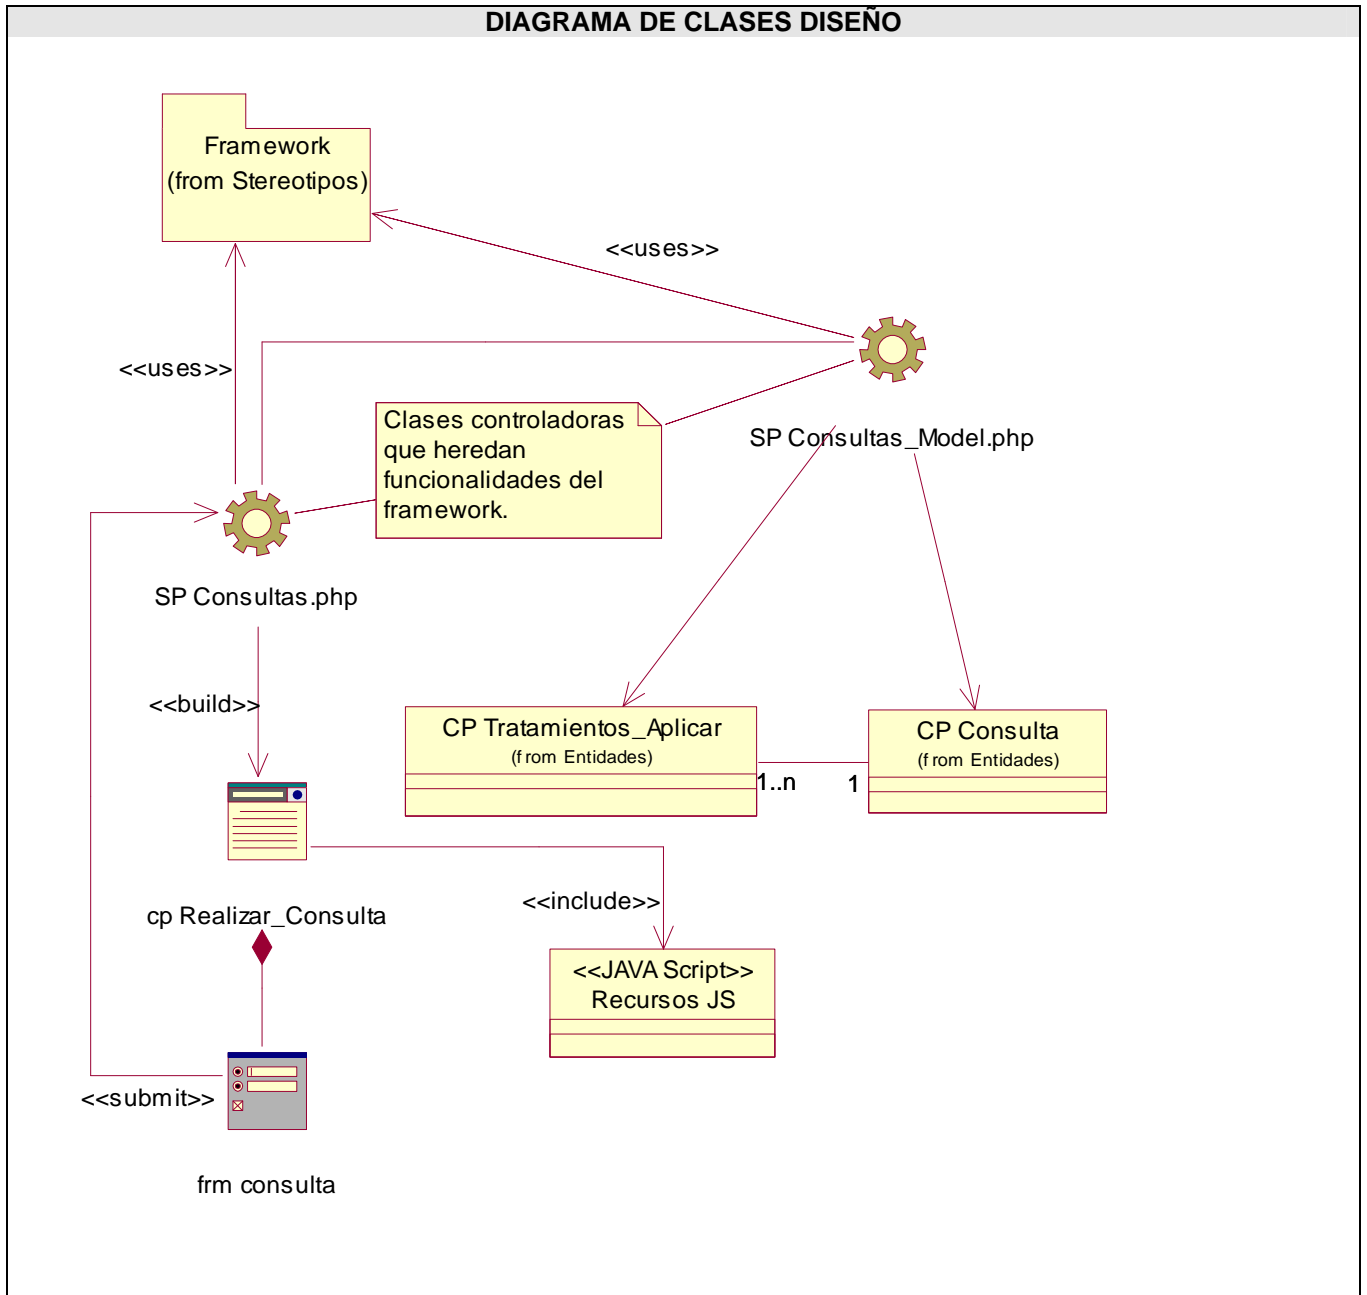 DIAGRAMA DE CLASES DISEÑO
Framework
(from Stereotipos)
<<uses>>
<<uses>>
Clases controladoras
que heredan
funcionalidades del
framework.
SP Consultas_Model.php
SP Consultas.php
<<build>>
CP Tratamientos_Aplicar
(from Entidades)
1..n
1
CP Consulta
(from Entidades)
cp Realizar_Consulta
<<include>>
<<JAVA Script>>
Recursos JS
<<submit>>
frm consulta